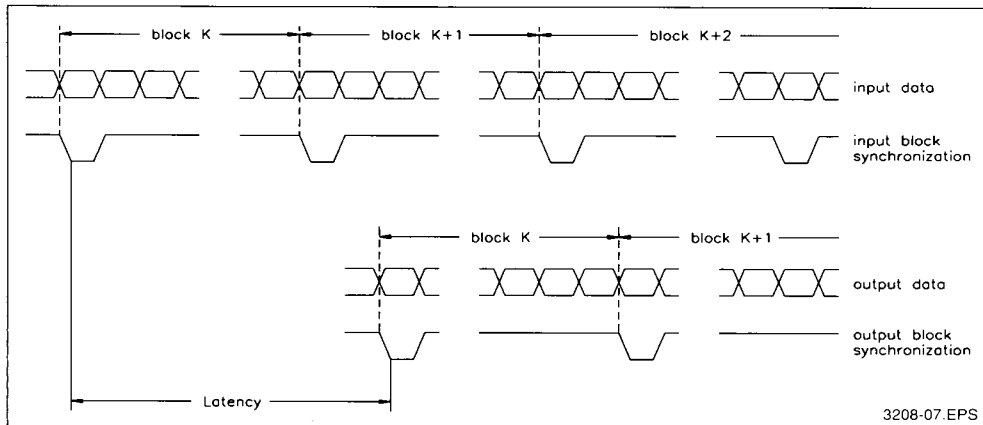 block K
block K+1
block K+2
input data
input block
synchronization
block K
block K+1
output data
output block
synchronization
Latency
3208-07.EPS